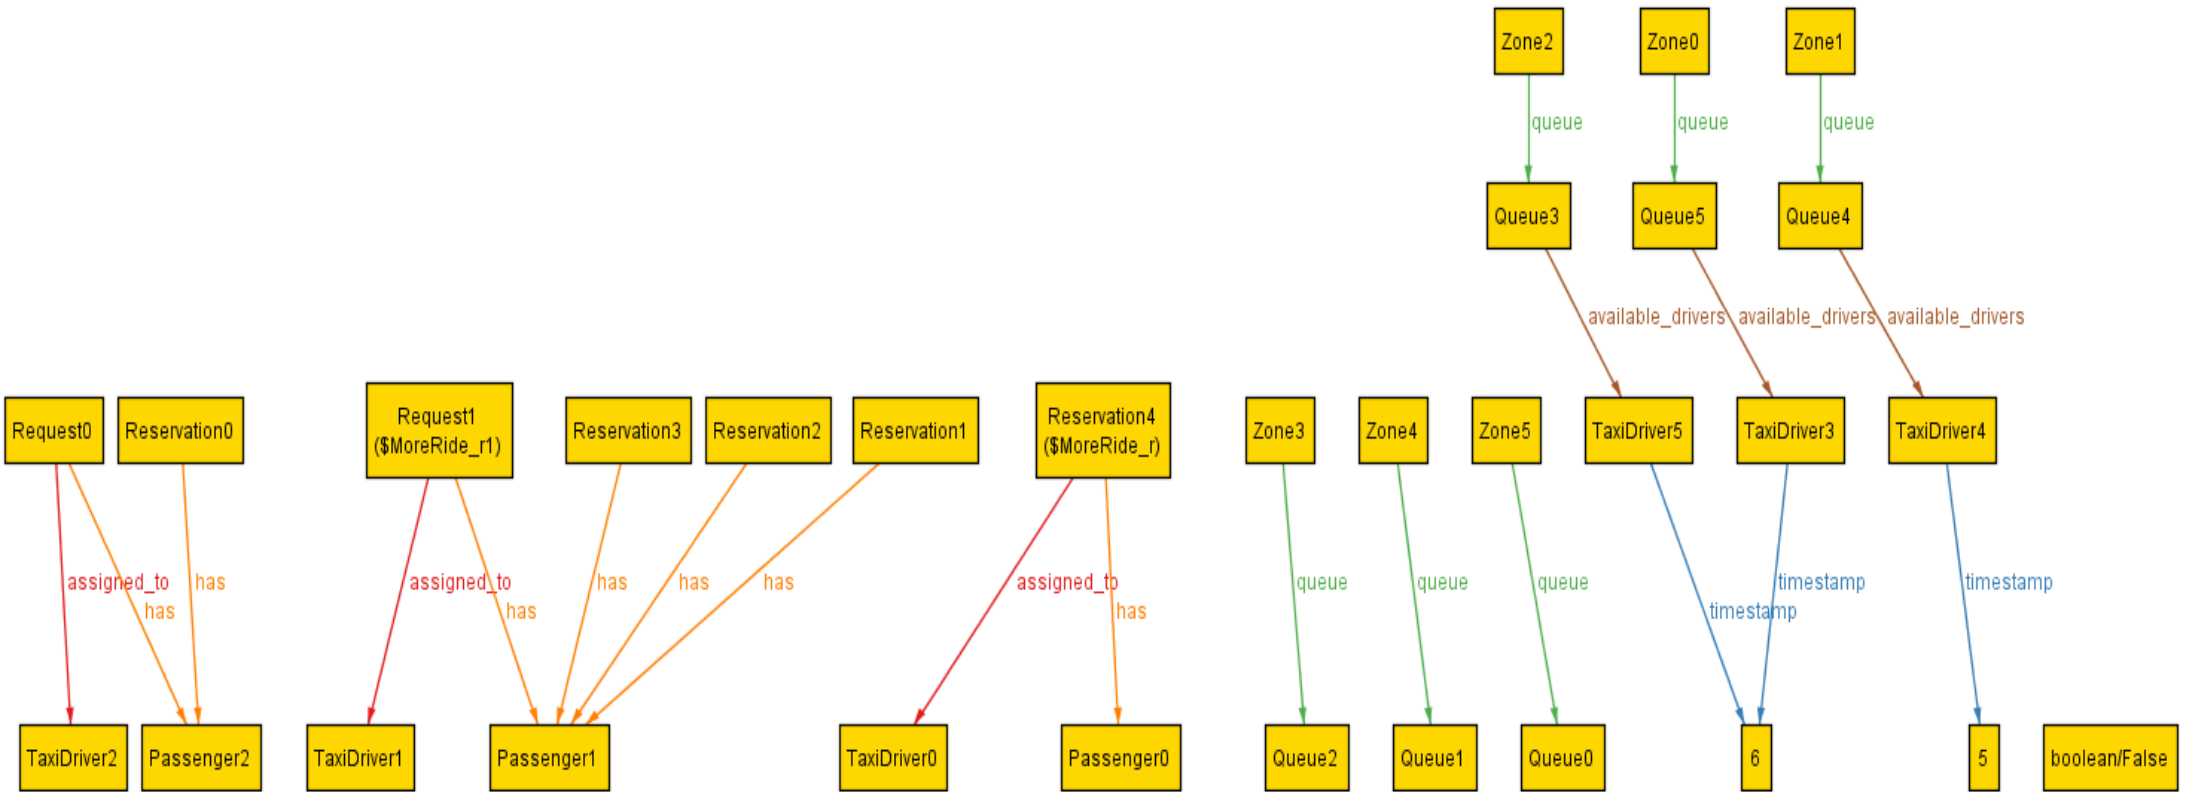 Zone2
Zone0
Zone1
queue
queue
queue
Queue3
Queue5
Queue4
available_drivers
available_drivers
available_drivers
Request0
Reservation0
Request1
($MoreRide_r1)
Reservation3
Reservation2
Reservation1
Reservation4
($MoreRide_r)
Zone3
Zone4
Zone5
TaxiDriver5
TaxiDriver3
TaxiDriver4
assigned_to
has
has
assigned_to
has
has
has
has
assigned_to
has
queue
queue
queue
timestamp
timestamp
timestamp
TaxiDriver2
Passenger2
TaxiDriver1
Passenger1
TaxiDriver0
Passenger0
Queue2
Queue1
Queue0
6
5
boolean/False